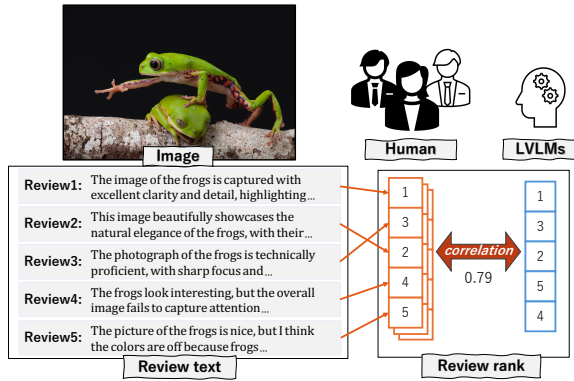 Image
Human
LVLMs
Review1: The image of the frogs is captured with
excellent clarity and detail, highlighting...
Review2: This image beautifully showcases the
natural elegance of the frogs, with their...
Review3: The photograph of the frogs is technically
proficient, with sharp focus and...
Review4: The frogs look interesting, but the overall
image fails to capture attention...
Review5: The picture of the frogs is nice, but I think
the colors are off because frogs...
Review text
1
3
2
4
5
correlation
0.79
1
3
2
5
4
Review rank